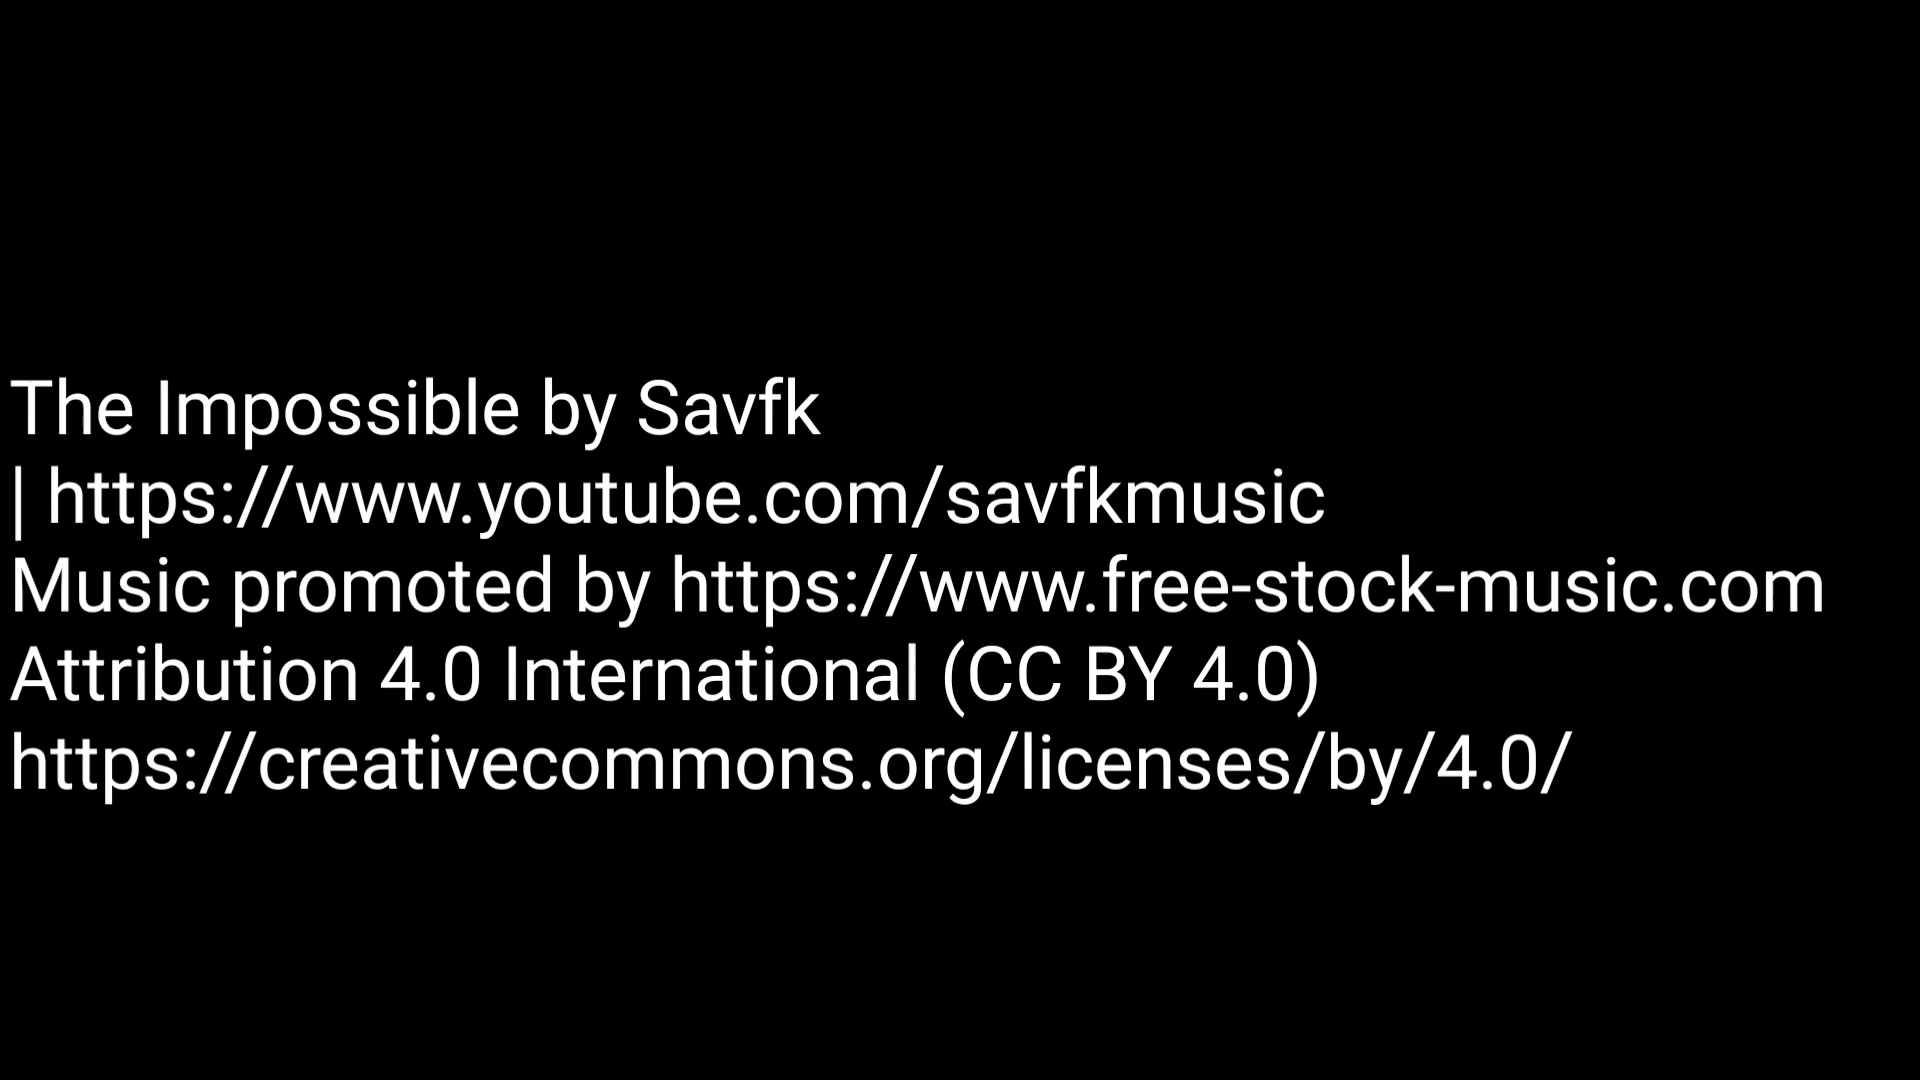 The Impossible by Savfk
| https://www.youtube.com/savfkmusic
Music promoted by https://www.free-stock-music.com
Attribution 4.0 International (CC BY 4.0)
https://creativecommons.org/licenses/by/4.0/